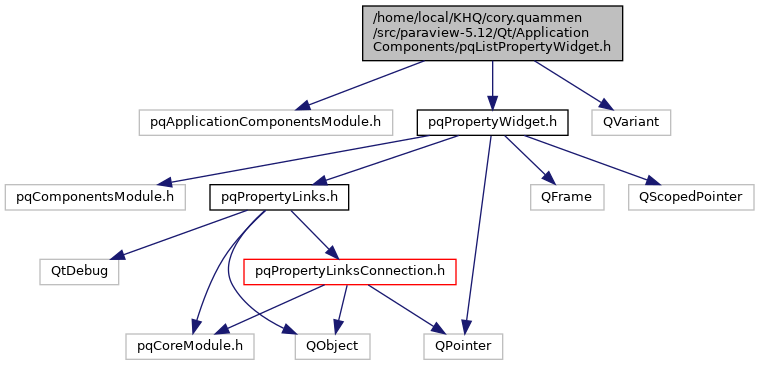 /home/local/KHQ/cory.quammen
/src/paraview-5.12/Qt/Application
Components/pqListPropertyWidget.h
pqApplicationComponentsModule.h
pqPropertyWidget.h
QVariant
pqComponentsModule.h
pqPropertyLinks.h
QFrame
QScopedPointer
QtDebug
pqPropertyLinksConnection.h
pqCoreModule.h
QObject
QPointer